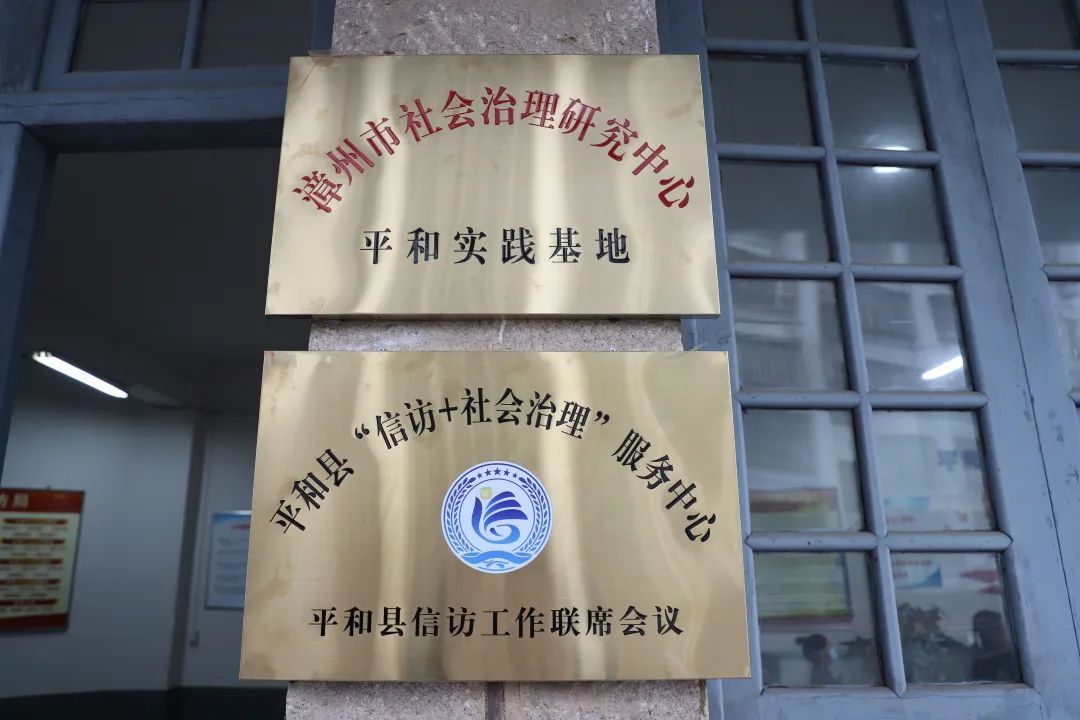 漳州市社会治理研究中心
平和实践基地
平和县“信访+社会治理”服务中心
平和县信访工作联席会议